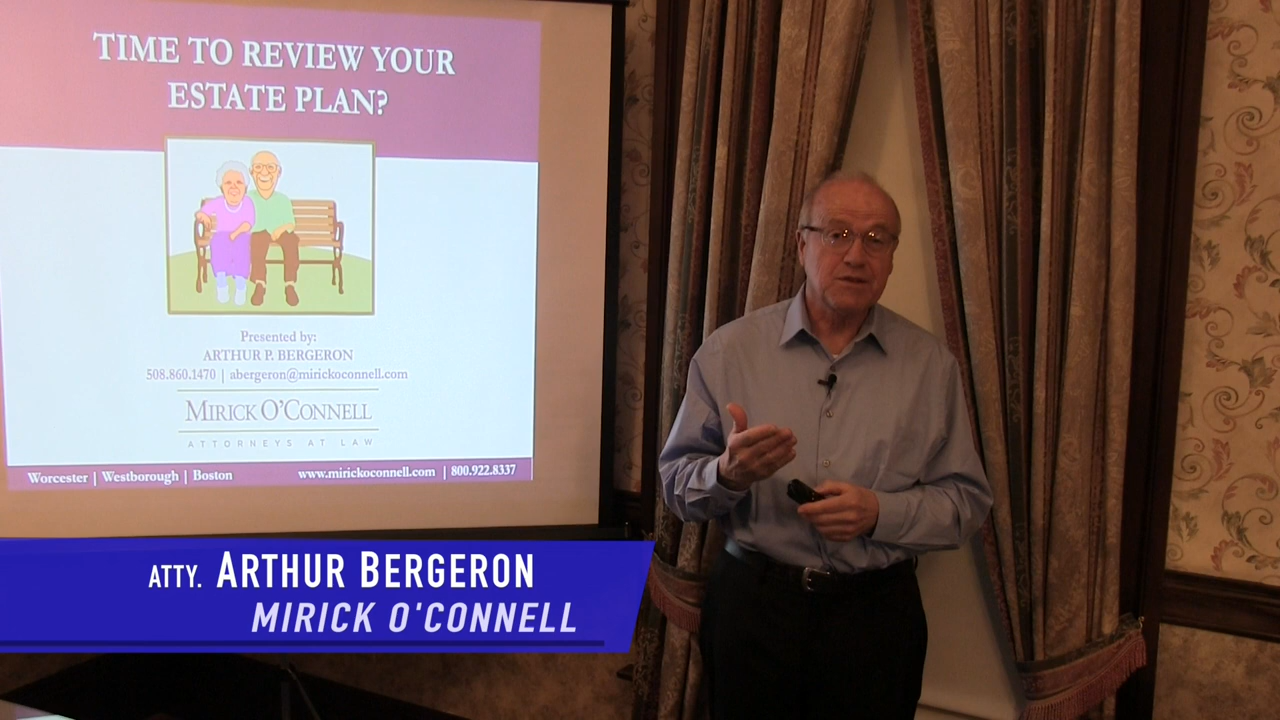 TIME TO REVIEW YOUR
ESTATE PLAN?
Presented by:
ARTHUR P. BERGERON
508.860.1470 | abergeron@mirickoconnell.com
MIRICK O'CONNELL
ATTORNEYS AT LAW
Worcester | Westborough | Boston www.mirickoconnell.com | 800.922.8337
ATTY. ARTHUR BERGERON
MIRICK O'CONNELL